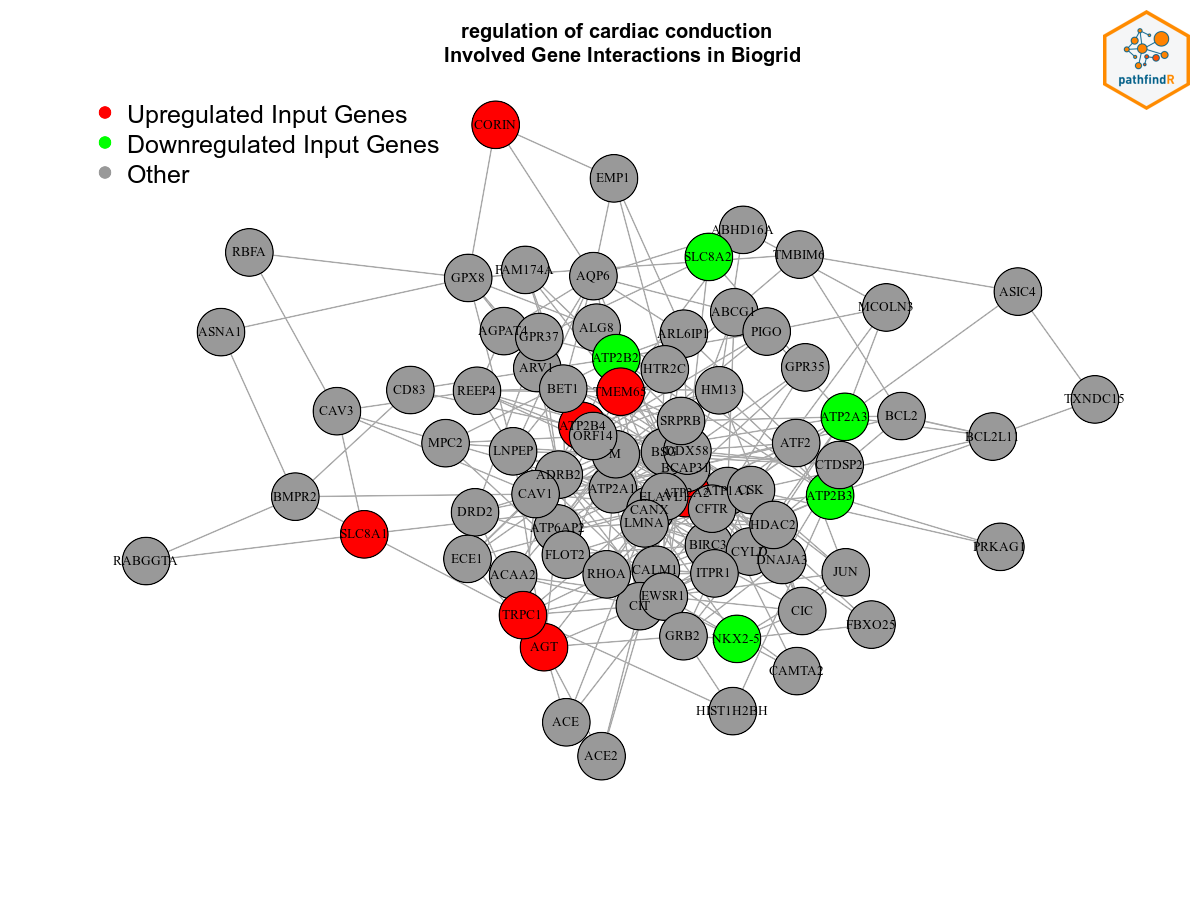 regulation of cardiac conduction
Involved Gene Interactions in Biogrid
pathfindR
Upregulated Input Genes
Downregulated Input Genes
Other
CORIN
EMP1
ABHD16A
RBFA
SLC8A2
TMBIM6
GPX8
FAM174A
AQP6
ASIC4
MCOLN3
ABCG1
ASNA1
AGPAT4
GPR37
ALG8
ARL6IP1
PIGO
ATP2B2
ARV1
HTR2C
GPR35
CD83
REEP4
BET1
TMEM65
HM13
TXNDC15
CAV3
ATP2B4
ORF14
SRPRB
ATP2A3
BCL2
BCL2L11
MPC2
LNPEP
M
BSG
DDX58
ATF2
BCAP31
CTDSP2
ADRB2
ATP2A1
BMPR2
CAV1
ELAVL1
ATP2A2
ATP1A1
CSK
ATP2B3
CANX
CFTR
DRD2
LMNA
HDAC2
SLC8A1
ATP6AP2
BIRC3
CYLD
PRKAG1
RABGGTA
ECE1
FLOT2
DNAJA3
ACAA2
RHOA
CALM1
ITPR1
JUN
EWSR1
CIT
TRPC1
CIC
FBXO25
AGT
GRB2
NKX2-5
CAMTA2
HIST1H2BH
ACE
ACE2